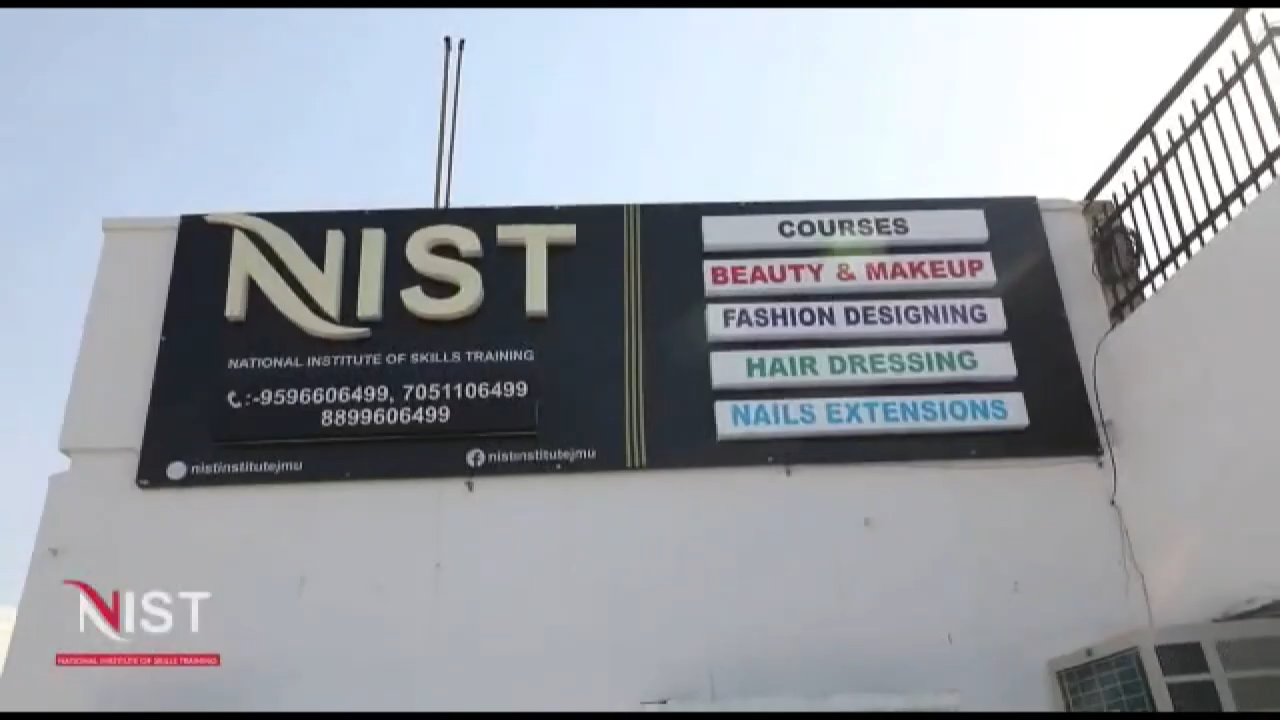 NIST
NATIONAL INSTITUTE OF SKILLS TRAINING
:-9596606499, 7051106499
8899606499
nistinstitutejmu
nistinstitutejmu
COURSES
BEAUTY & MAKEUP
FASHION DESIGNING
HAIR DRESSING
NAILS EXTENSIONS
NIST
NATIONAL INSTITUTE OF SKILLS TRAINING